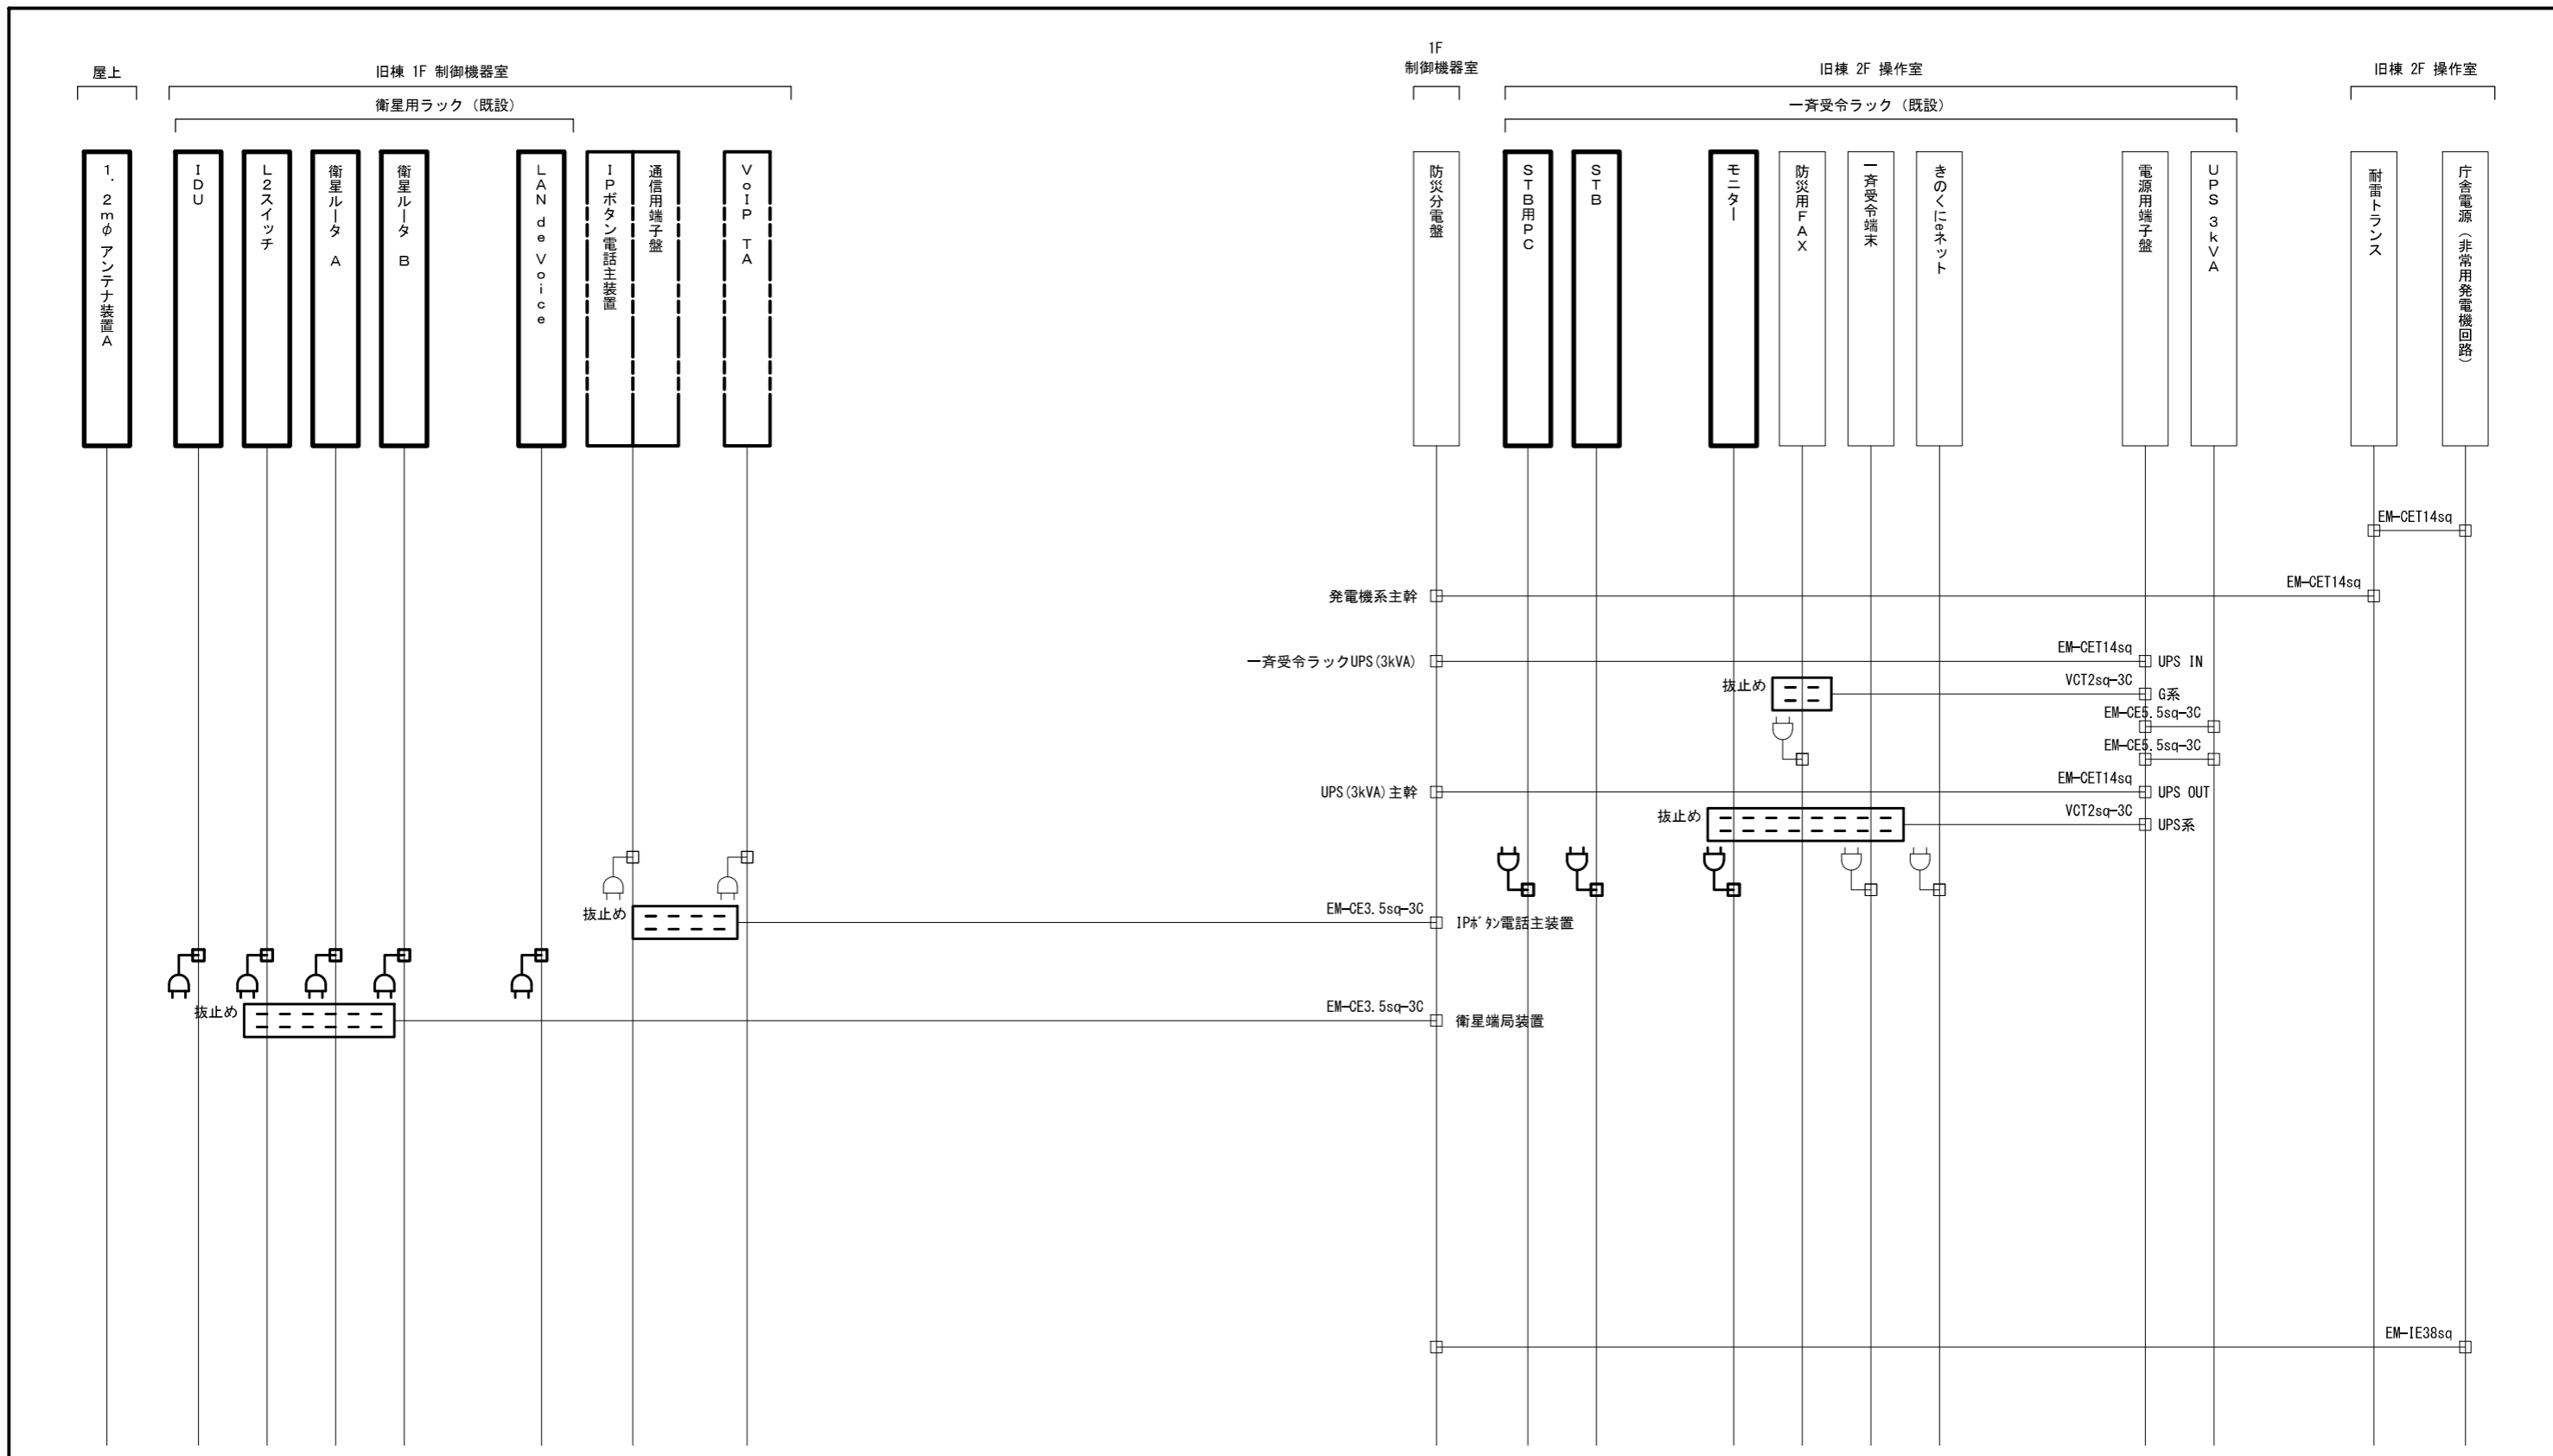 屋上
旧棟 1F 制御機器室
衛星用ラック（既設）
1F
制御機器室
旧棟 2F 操作室
一斉受令ラック（既設）
旧棟 2F 操作室
１．２ｍφ アンテナ装置Ａ
ＩＤＵ
Ｌ２スイッチ
衛星ルータ Ａ
衛星ルータ Ｂ
ＬＡＮ ｄｅ Ｖｏｉｃｅ
ＩＰボタン電話主装置
通信用端子盤
ＶｏＩＰ ＴＡ
防災分電盤
ＳＴＢ用ＰＣ
ＳＴＢ
モニター
防災用ＦＡＸ
一斉受令端末
きのくにeネット
電源用端子盤
ＵＰＳ ３ｋＶＡ
耐雷トランス
庁舎電源（非常用発電機回路）
EM-CET14sq
発電機系主幹
EM-CET14sq
一斉受令ラックUPS(3kVA)
EM-CET14sq
UPS IN
抜止め
VCT2sq-3C
G系
EM-CE5.5sq-3C
EM-CE5.5sq-3C
UPS(3kVA)主幹
EM-CET14sq
UPS OUT
抜止め
VCT2sq-3C
UPS系
抜止め
EM-CE3.5sq-3C
IPﾎﾞﾀﾝ電話主装置
抜止め
EM-CE3.5sq-3C
衛星端局装置
EM-IE38sq